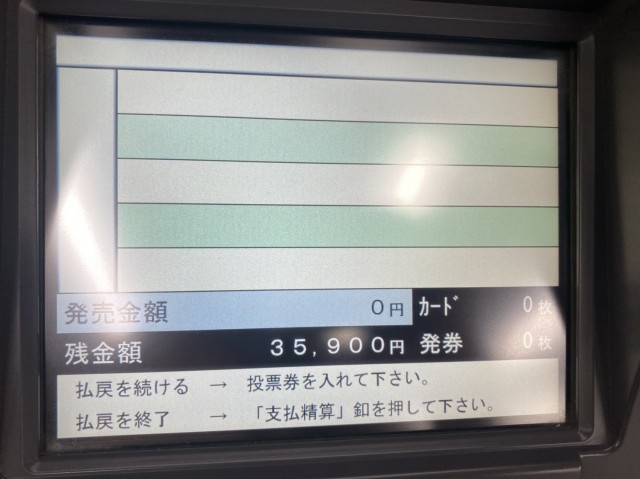 発売金額 0円 カード 0枚
残金額 35,900円 発券 0枚
払戻を続ける → 投票券を入れて下さい。
払戻を終了 → 「支払精算」釦を押して下さい。